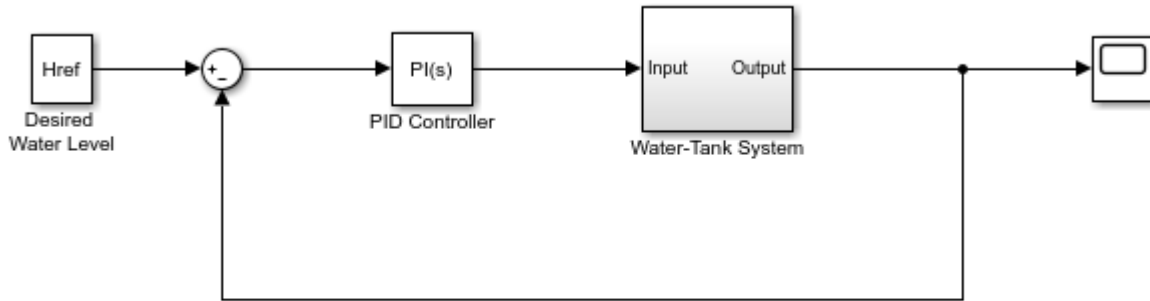 Href
Desired
Water Level
+
-
PI(s)
PID Controller
Input Output
Water-Tank System